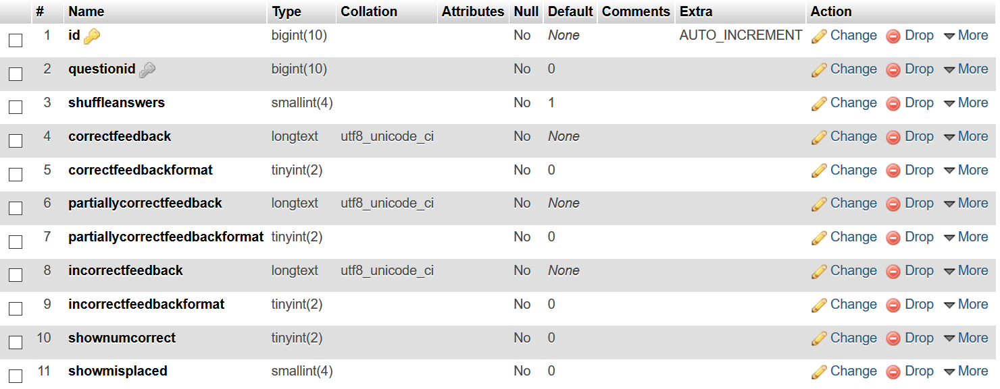 # Name Type Collation Attributes Null Default Comments Extra Action
1 id bigint(10) No None AUTO_INCREMENT Change Drop More
2 questionid bigint(10) No 0 Change Drop More
3 shuffleanswers smallint(4) No 1 Change Drop More
4 correctfeedback longtext utf8_unicode_ci No None Change Drop More
5 correctfeedbackformat tinyint(2) No 0 Change Drop More
6 partiallycorrectfeedback longtext utf8_unicode_ci No None Change Drop More
7 partiallycorrectfeedbackformat tinyint(2) No 0 Change Drop More
8 incorrectfeedback longtext utf8_unicode_ci No None Change Drop More
9 incorrectfeedbackformat tinyint(2) No 0 Change Drop More
10 shownumcorrect tinyint(2) No 0 Change Drop More
11 showmisplaced smallint(4) No 0 Change Drop More